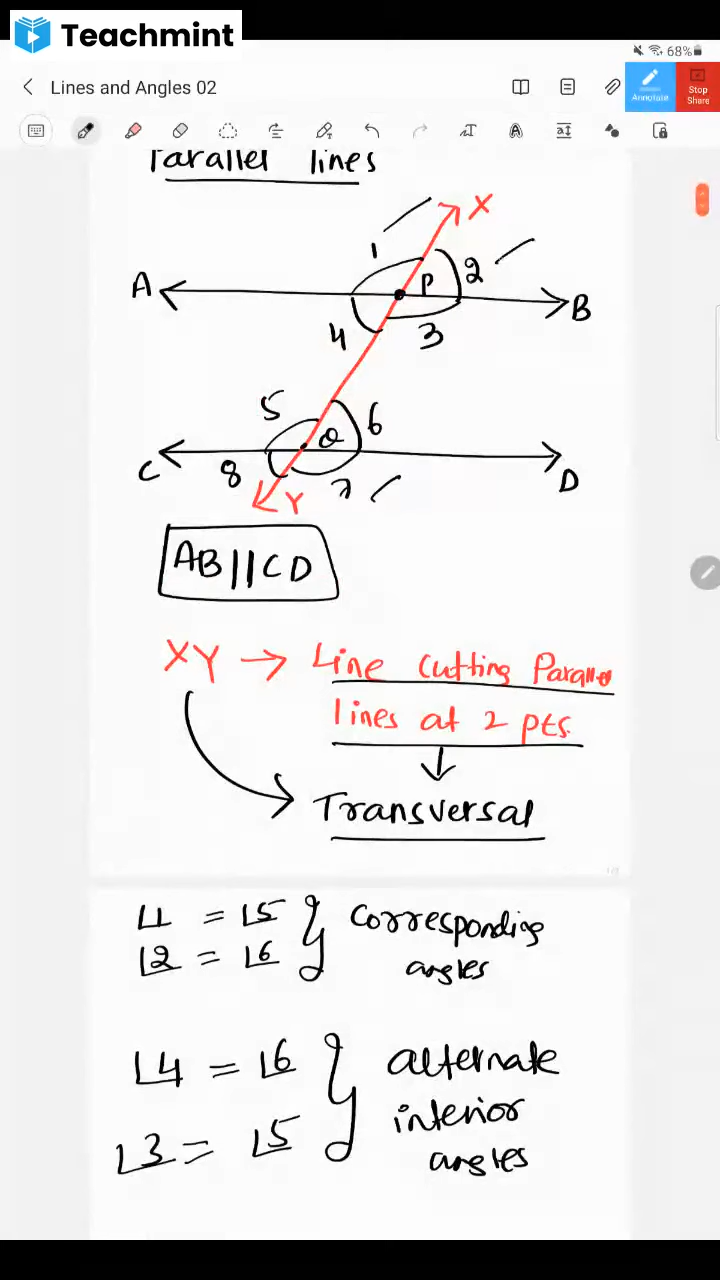 Teachmint
68%
Lines and Angles 02
Annotate
Stop
Share
Parallel lines
X
1
2
A
P
B
4
3
5
6
Q
C
8
7
D
Y
AB||CD
XY → Line Cutting Parallel
lines at 2 pts.
Transversal
∠1 = ∠5
∠2 = ∠6
Corresponding
angles
∠4 = ∠6
∠3 = ∠5
alternate
interior
angles